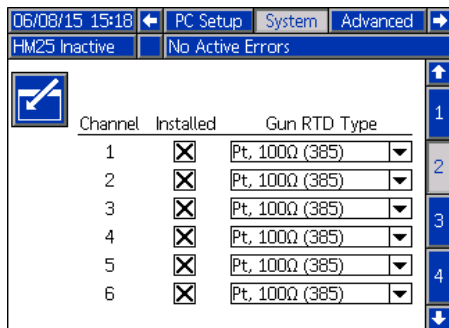 06/08/15 15:18 PC Setup System Advanced
HM25 Inactive No Active Errors
Channel Installed Gun RTD Type
1 Pt, 100Ω (385)
2 Pt, 100Ω (385)
3 Pt, 100Ω (385)
4 Pt, 100Ω (385)
5 Pt, 100Ω (385)
6 Pt, 100Ω (385)
1
2
3
4